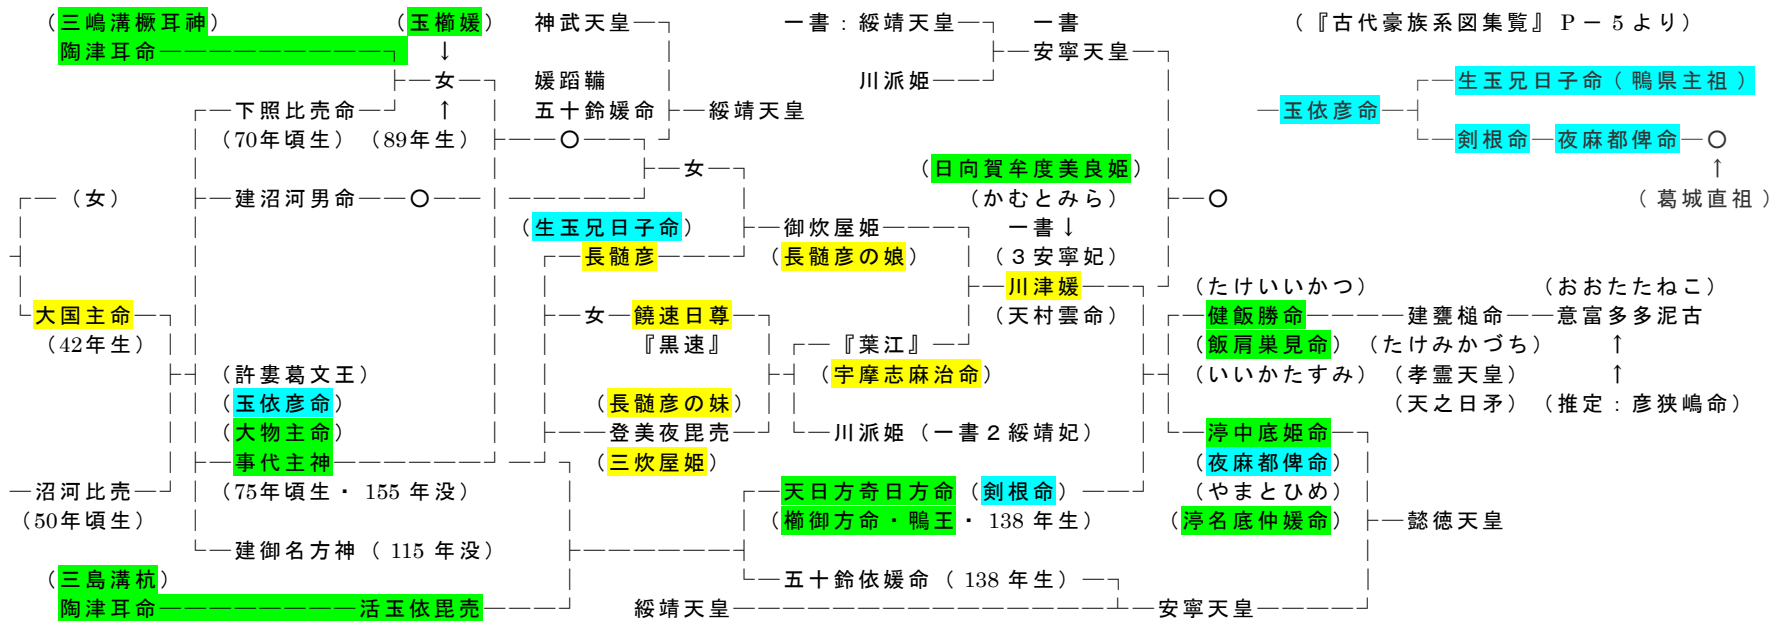 （三嶋溝橛耳神） （玉櫛媛） 神武天皇 一書：綏靖天皇 一書 （『古代豪族系図集覧』P－５より）
陶津耳命 ↓ 安寧天皇
女 媛蹈鞴 川派姫 生玉兄日子命（鴨県主祖）
下照比売命 ↑ 五十鈴媛命 綏靖天皇 玉依彦命
（70年頃生） （89年生） 〇 剣根命 夜麻都俾命 〇
女 （日向賀牟度美良姫） ↑
（女） 建沼河男命 〇 （かむとみら） 〇 （葛城直祖）
（生玉兄日子命） 御炊屋姫 一書↓
長髄彦 （長髄彦の娘） （３安寧妃）
川津媛 （たけいいかつ） （おおたたねこ）
大国主命 女 饒速日尊 （天村雲命） 健飯勝命 建甕槌命 意富多多泥古
（42年生） 『黒速』 『葉江』 （飯肩巣見命） （たけみかづち） ↑
（許婁葛文王） （宇摩志麻治命） （いいかたすみ） （孝霊天皇） ↑
（玉依彦命） （長髄彦の妹） （天之日矛） （推定：彦狭嶋命）
（大物主命） 登美夜毘売 川派姫（一書２綏靖妃） 渟中底姫命
事代主神 （三炊屋姫） （夜麻都俾命）
沼河比売 （75年頃生・155年没） 天日方奇日方命（剣根命） （やまとひめ）
（50年頃生） （櫛御方命・鴨王・138年生） （渟名底仲媛命） 懿徳天皇
建御名方神（115年没）
（三島溝杭） 五十鈴依媛命（138年生）
陶津耳命 活玉依毘売 綏靖天皇 安寧天皇